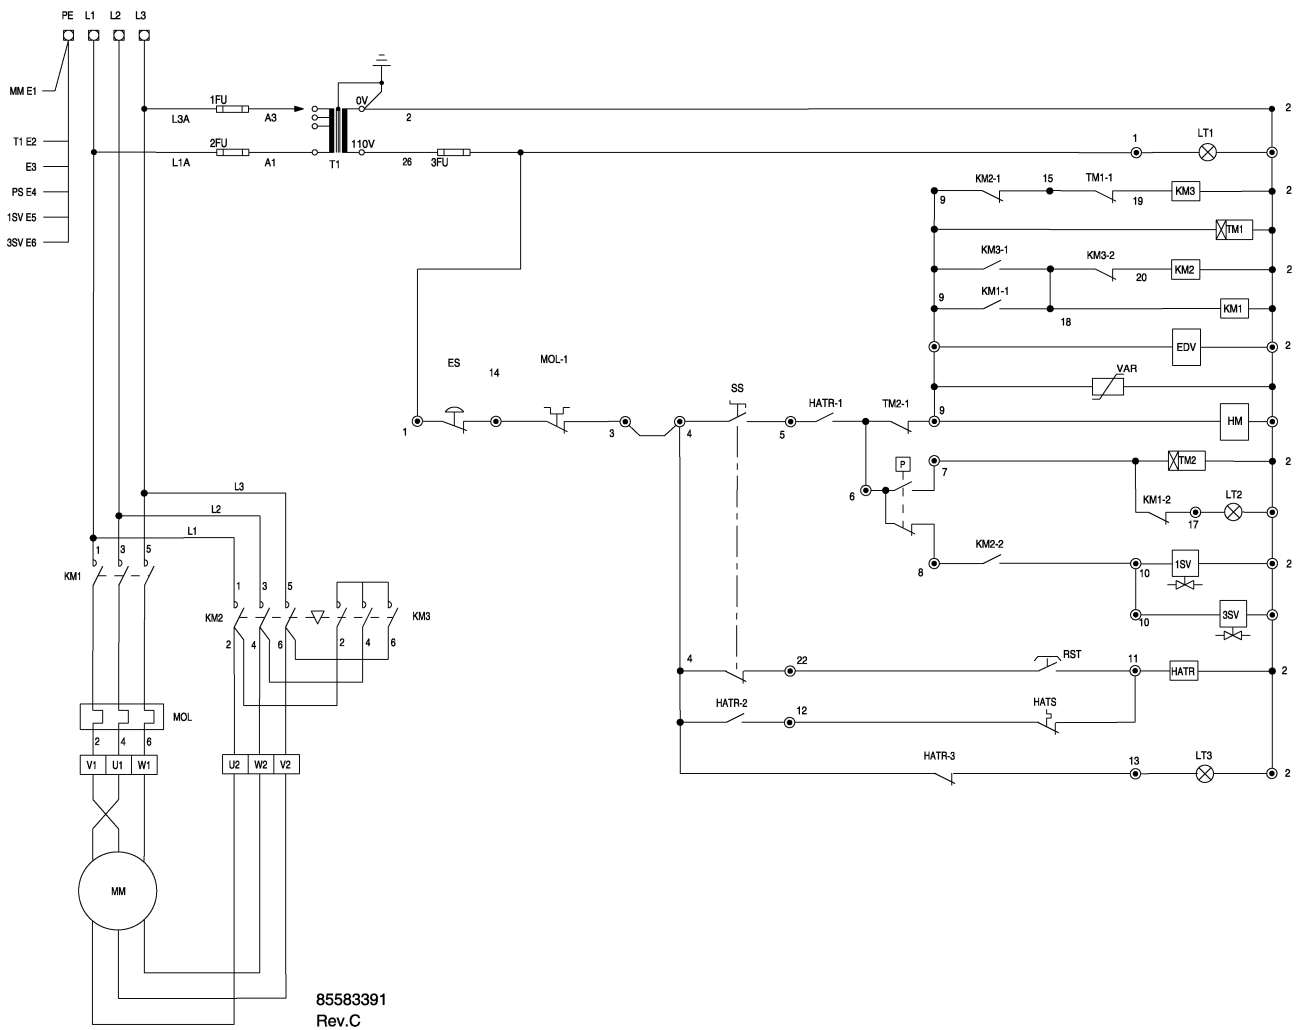 PE L1 L2 L3
MM E1
T1 E2
E3
PS E4
1SV E5
3SV E6
1FU
L3A A3
2FU
L1A A1
0V
110V
T1
2 2
26 3FU
1 LT1
KM2-1 15 TM1-1 KM3 2
9 19
TM1
KM3-1 KM3-2 KM2 2
20
9 KM1-1 KM1
18
EDV 2
VAR
ES 14 MOL-1
SS
HATR-1 TM2-1 9 HM
1 3 4 5
P 7 TM2 2
6
KM1-2 LT2
17
KM2-2 1SV 2
8 10
3SV
10
4 22 RST 11 HATR 2
HATR-2 12 HATS
HATR-3 13 LT3 2
L3
L2
L1
1 3 5
KM1
1 3 5
KM2 KM3
2 4 6 2 4 6
MOL
2 4 6
V1 U1 W1 U2 W2 V2
MM
85583391
Rev.C